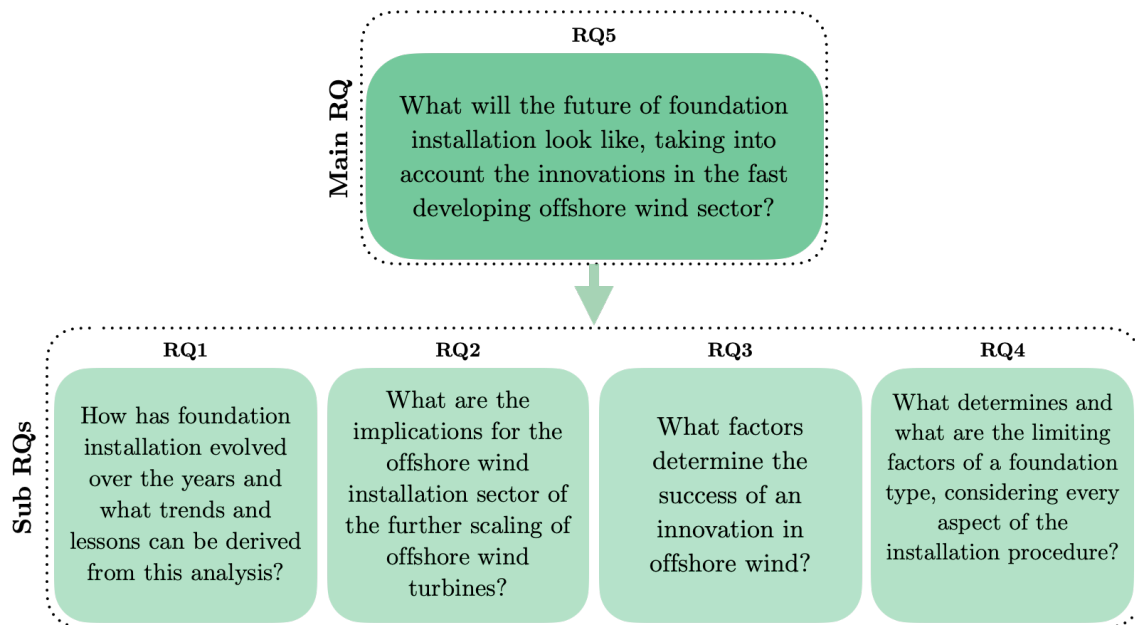 RQ5
Main RQ
What will the future of foundation
installation look like, taking into
account the innovations in the fast
developing offshore wind sector?
Sub RQs
RQ1
How has foundation
installation evolved
over the years and
what trends and
lessons can be derived
from this analysis?
RQ2
What are the
implications for the
offshore wind
installation sector of
the further scaling of
offshore wind
turbines?
RQ3
What factors
determine the
success of an
innovation in
offshore wind?
RQ4
What determines and
what are the limiting
factors of a foundation
type, considering every
aspect of the
installation procedure?